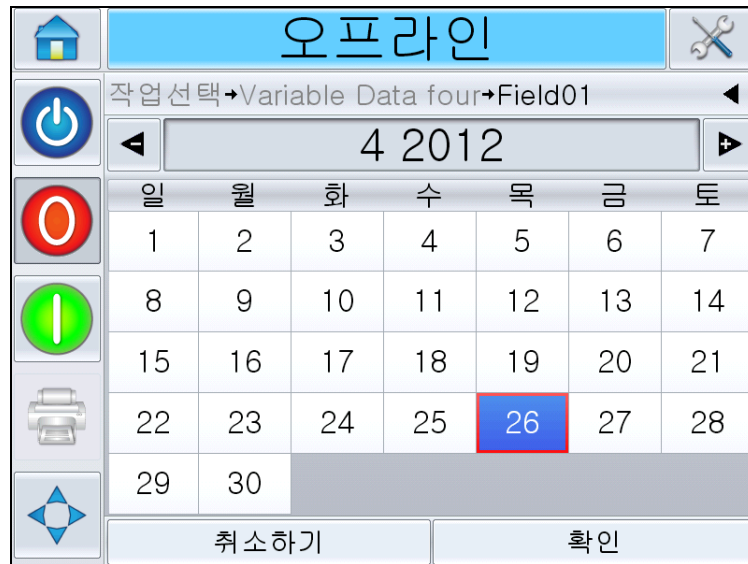 오프라인
작업선택→Variable Data four→Field01
4 2012
일 월 화 수 목 금 토
1 2 3 4 5 6 7
8 9 10 11 12 13 14
15 16 17 18 19 20 21
22 23 24 25 26 27 28
29 30
취소하기 확인